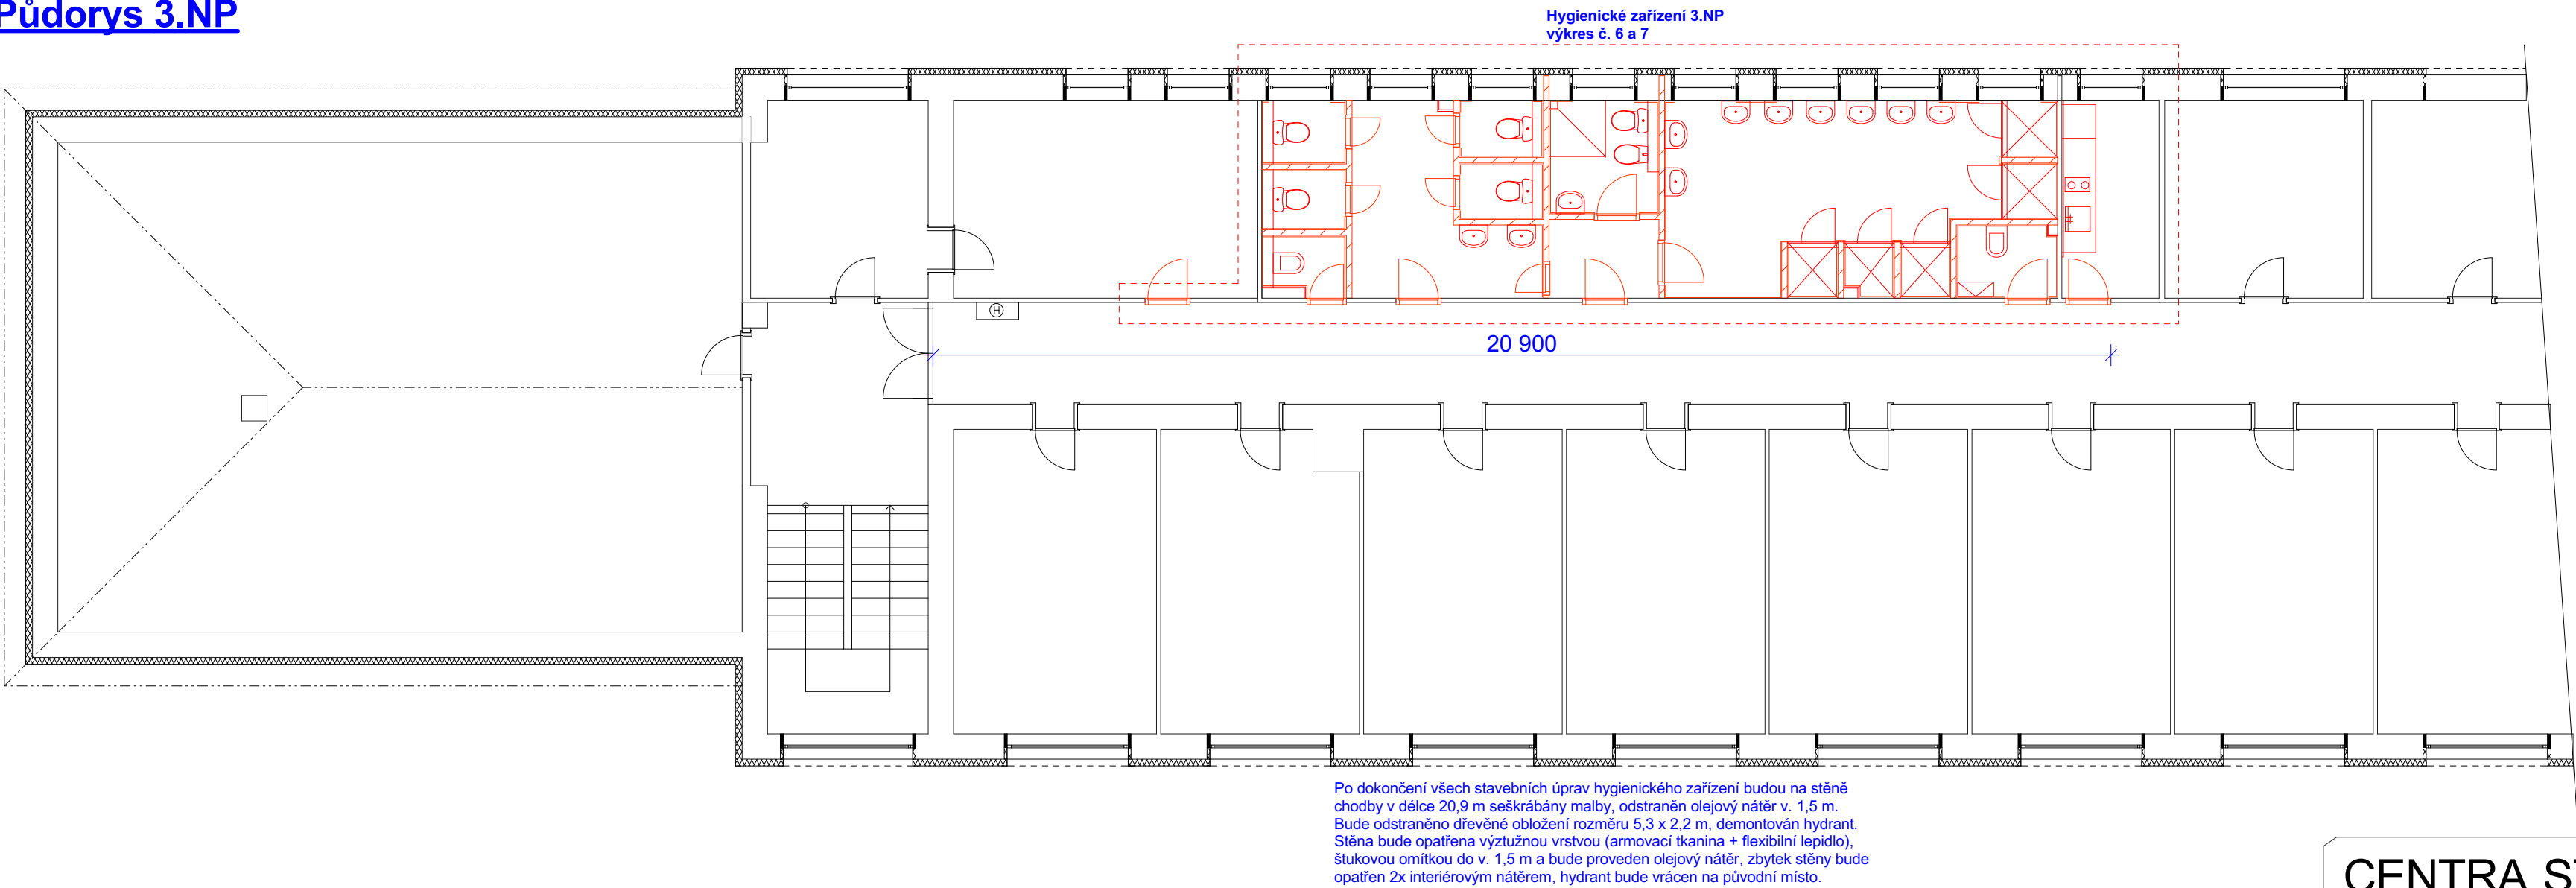 Půdorys 3.NP
Hygienické zařízení 3.NP
výkres č. 6 a 7
H
20 900
Po dokončení všech stavebních úprav hygienického zařízení budou na stěně
chodby v délce 20,9 m seškrábány malby, odstraněn olejový nátěr v. 1,5 m.
Bude odstraněno dřevěné obložení rozměru 5,3 x 2,2 m, demontován hydrant.
Stěna bude opatřena výztužnou vrstvou (armovací tkanina + flexibilní lepidlo),
štukovou omítkou do v. 1,5 m a bude proveden olejový nátěr, zbytek stěny bude
opatřen 2x interiérovým nátěrem, hydrant bude vrácen na původní místo.
CENTRA ST